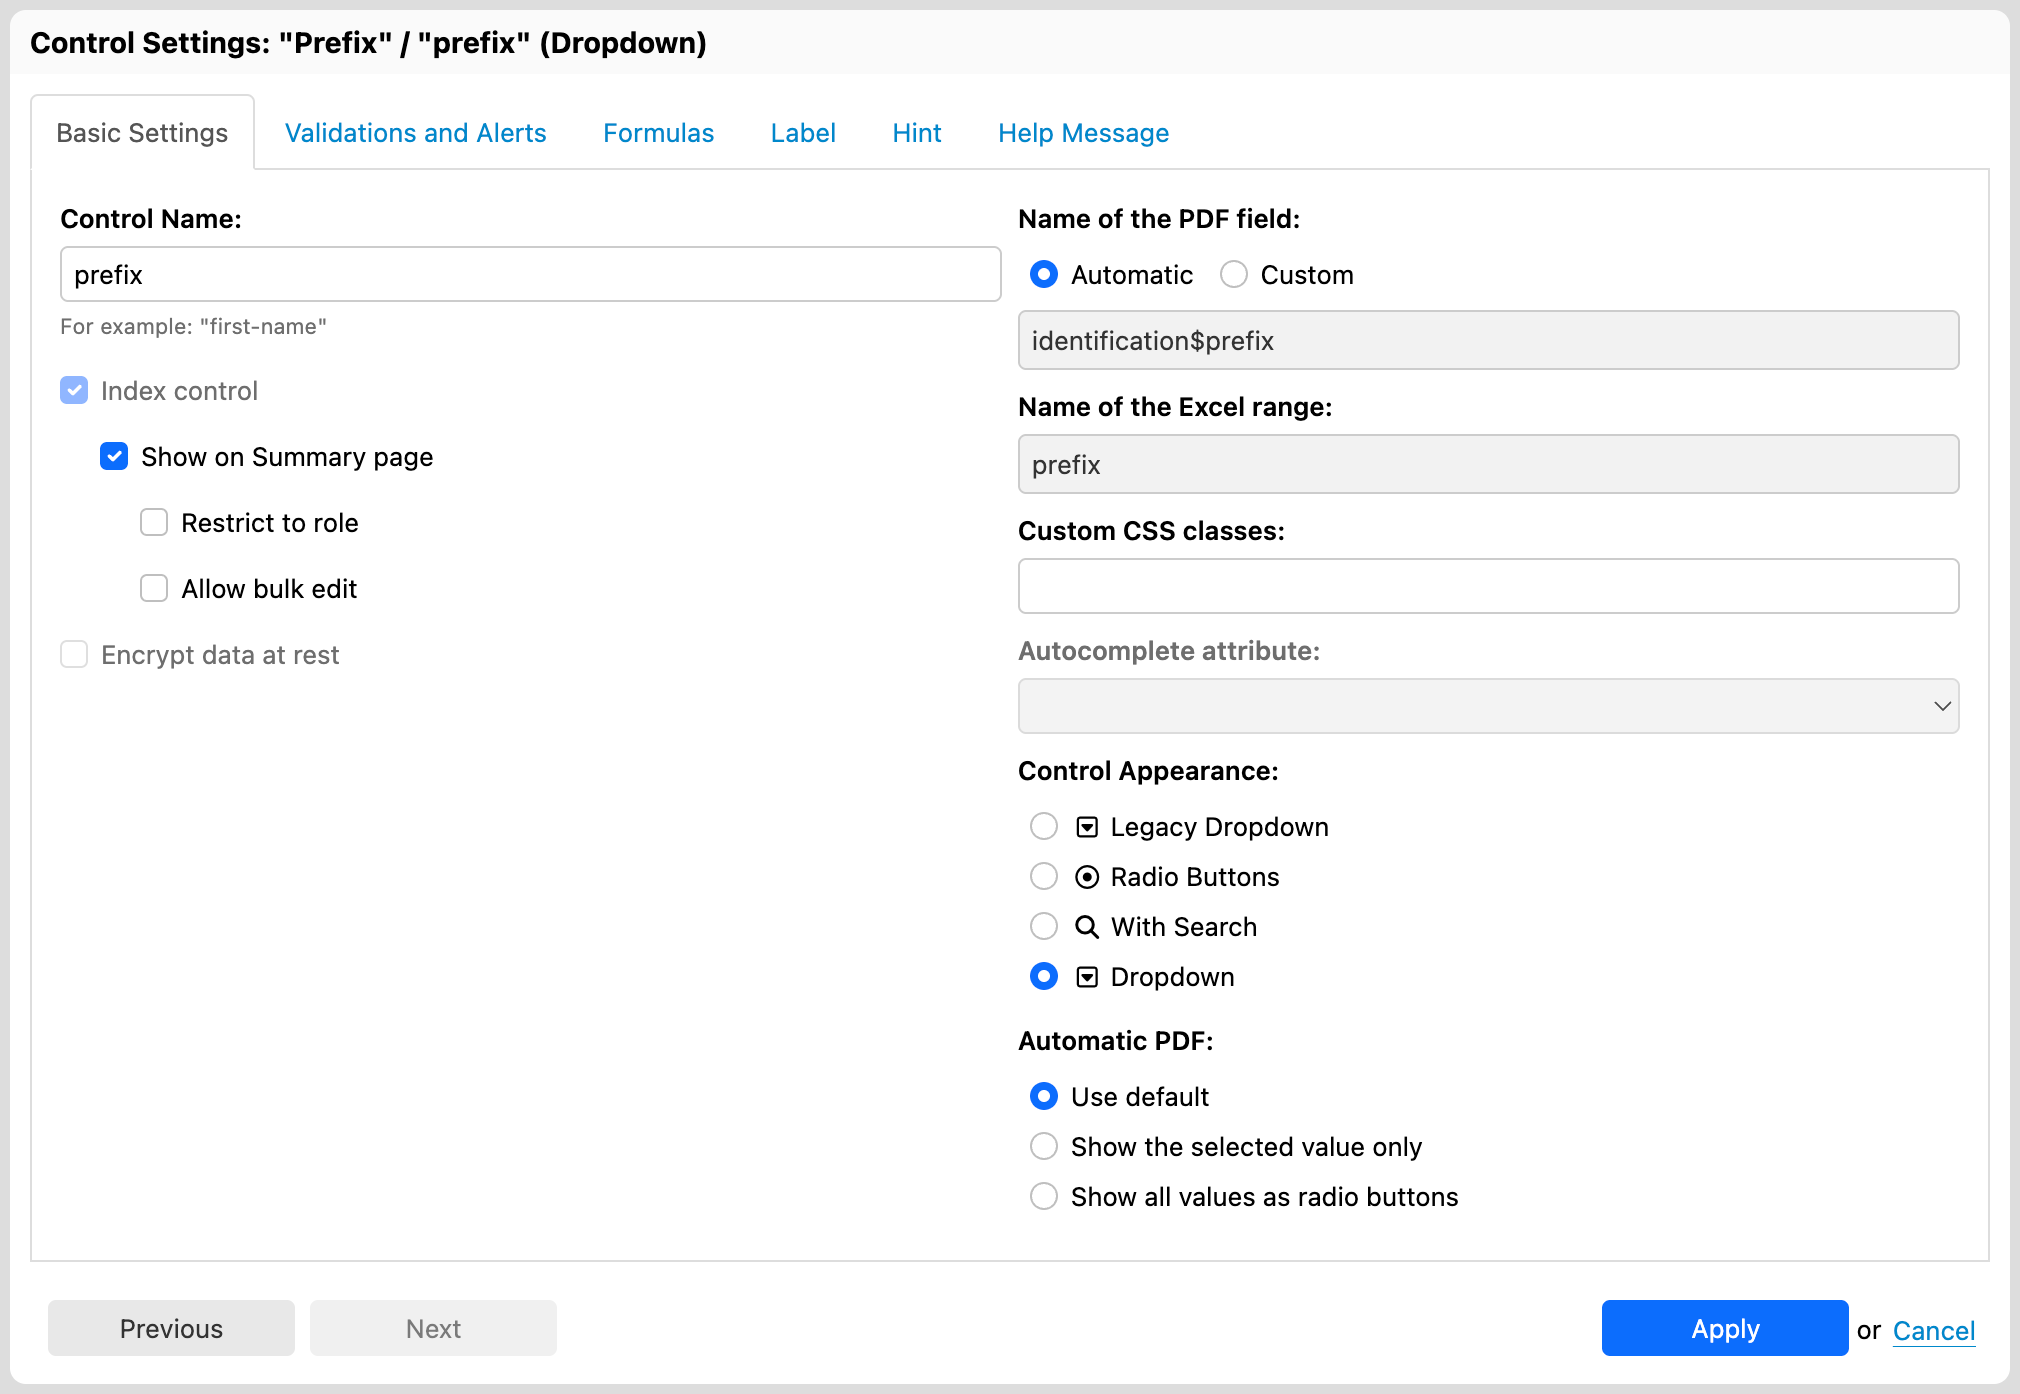 Control Settings: "Prefix" / "prefix" (Dropdown)
Basic Settings
Validations and Alerts
Formulas
Label
Hint
Help Message
Control Name:
prefix
For example: "first-name"
Index control
Show on Summary page
Restrict to role
Allow bulk edit
Encrypt data at rest
Name of the PDF field:
Automatic
Custom
identification$prefix
Name of the Excel range:
prefix
Custom CSS classes:
Autocomplete attribute:
Control Appearance:
Legacy Dropdown
Radio Buttons
With Search
Dropdown
Automatic PDF:
Use default
Show the selected value only
Show all values as radio buttons
Previous
Next
Apply
or Cancel